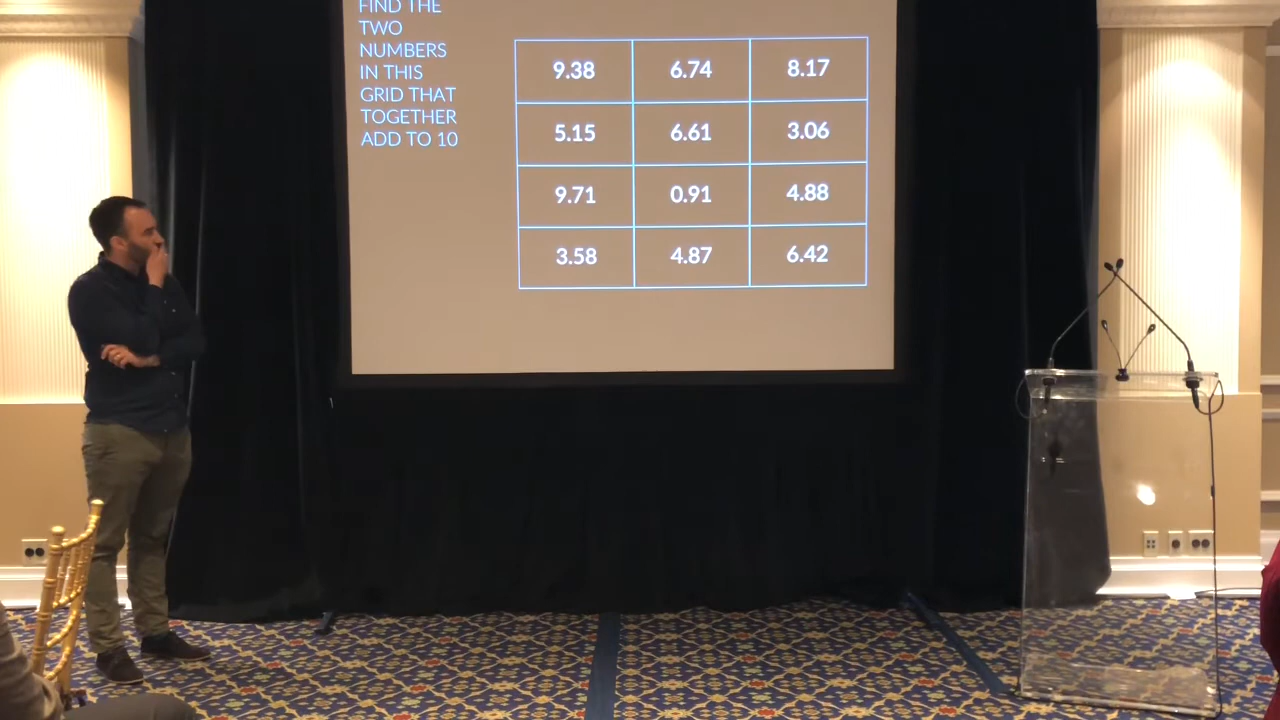 FIND THE
TWO
NUMBERS
IN THIS
GRID THAT
TOGETHER
ADD TO 10
9.38 6.74 8.17
5.15 6.61 3.06
9.71 0.91 4.88
3.58 4.87 6.42